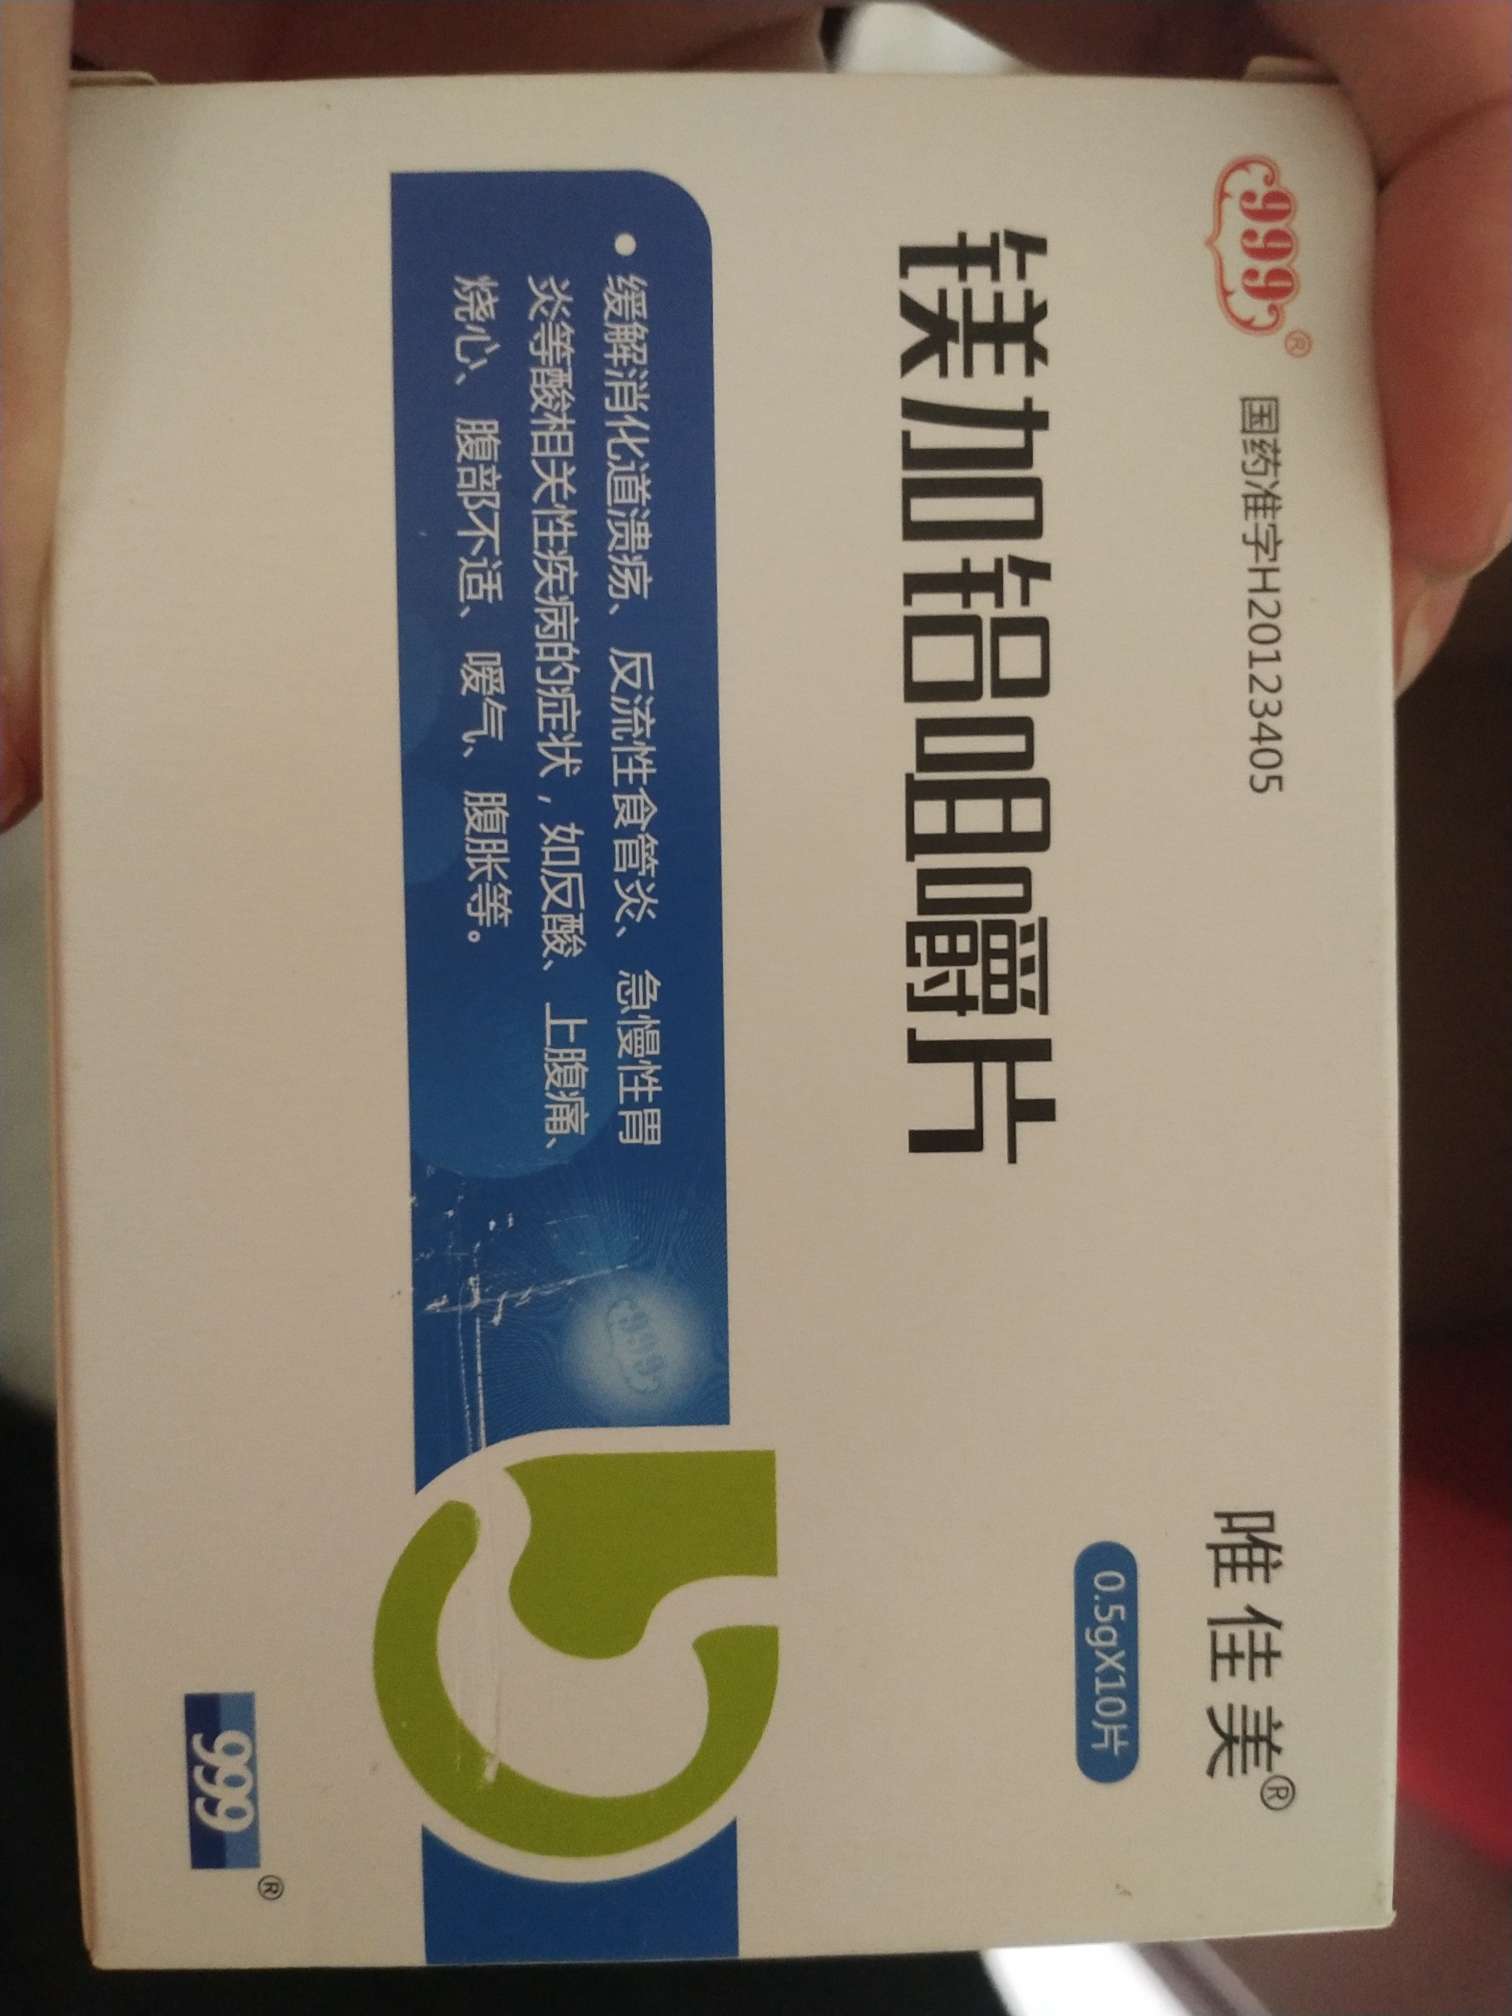 999®
国药准字H20123405
唯佳美®
0.5gX10片
镁加铝咀嚼片
• 缓解消化道溃疡、反流性食管炎、急慢性胃
炎等酸相关性疾病的症状，如反酸、上腹痛、
烧心、腹部不适、嗳气、腹胀等。
999
999®